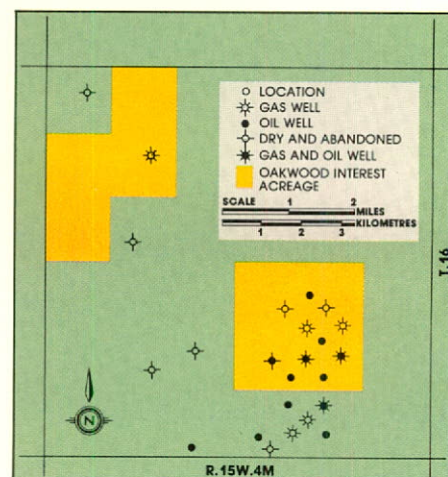 LOCATION
GAS WELL
OIL WELL
DRY AND ABANDONED
GAS AND OIL WELL
OAKWOOD INTEREST
ACREAGE
SCALE 1 2
MILES
KILOMETRES
1 2 3
T.16
N
R.15W.4M